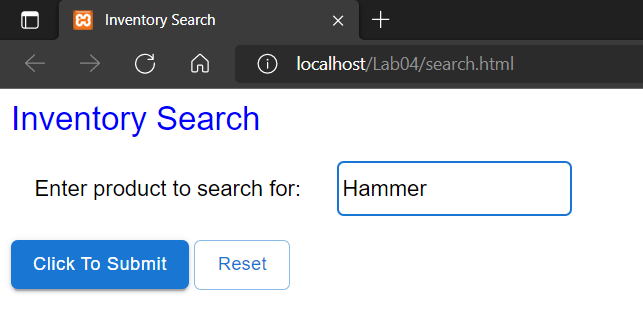 Inventory Search
localhost/Lab04/search.html
Inventory Search
Enter product to search for: Hammer
Click To Submit Reset